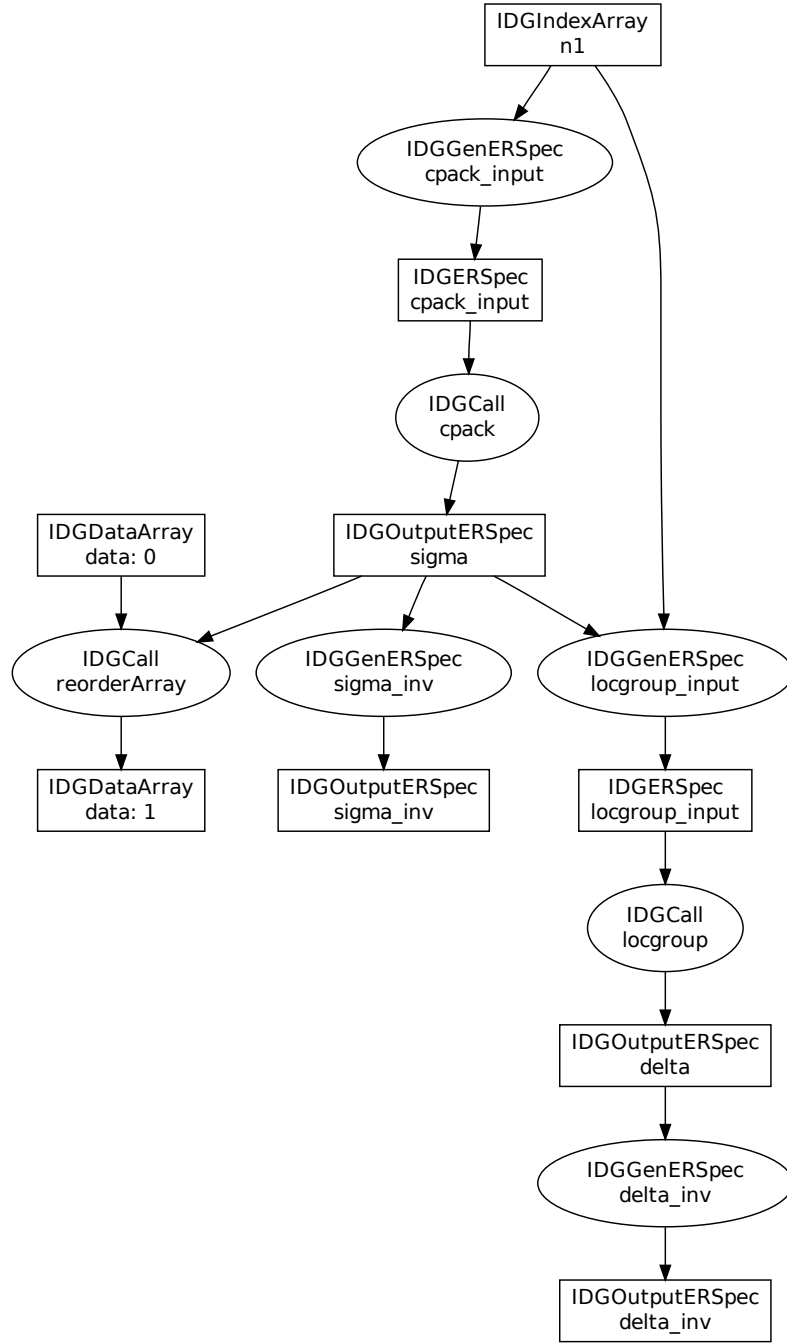 IDGIndexArray
n1
IDGGenERSpec
cpack_input
IDGERSpec
cpack_input
IDGCall
cpack
IDGDataArray
data: 0
IDGOutputERSpec
sigma
IDGCall
reorderArray
IDGGenERSpec
sigma_inv
IDGGenERSpec
locgroup_input
IDGDataArray
data: 1
IDGOutputERSpec
sigma_inv
IDGERSpec
locgroup_input
IDGCall
locgroup
IDGOutputERSpec
delta
IDGGenERSpec
delta_inv
IDGOutputERSpec
delta_inv